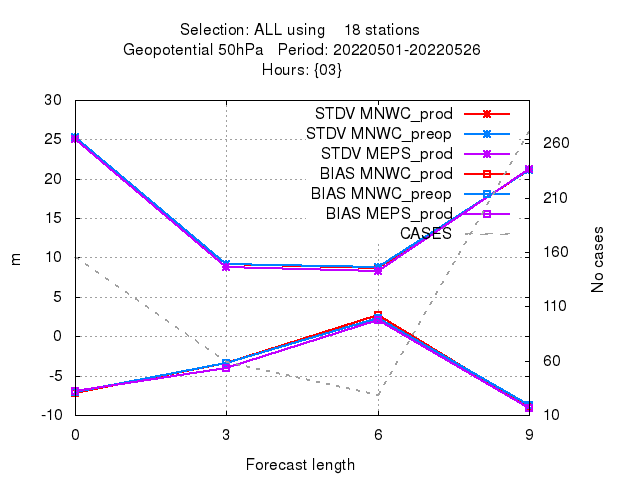 Selection: ALL using    18 stations
Geopotential 50hPa   Period: 20220501-20220526
Hours: {03}
30
25
20
15
10
5
0
-5
-10
m
STDV MNWC_prod
STDV MNWC_preop
STDV MEPS_prod
BIAS MNWC_prod
BIAS MNWC_preop
BIAS MEPS_prod
CASES
260
210
160
110
60
10
No cases
0
3
6
9
Forecast length